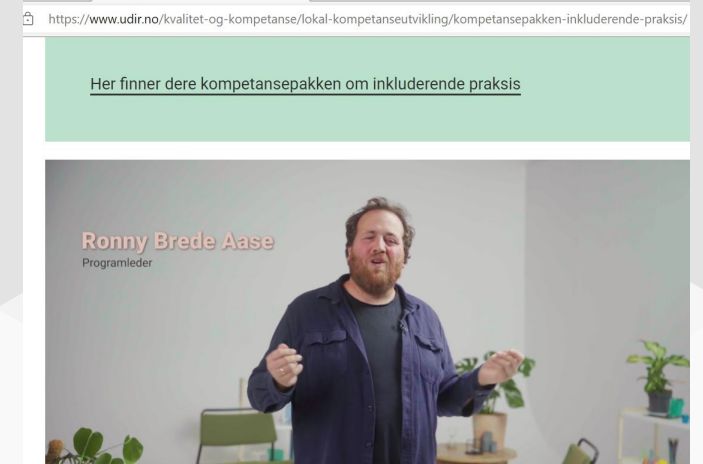 https://www.udir.no/kvalitet-og-kompetanse/lokal-kompetanseutvikling/kompetansepakken-inkluderende-praksis/
Her finner dere kompetansepakken om inkluderende praksis
Ronny Brede Aase
Programleder